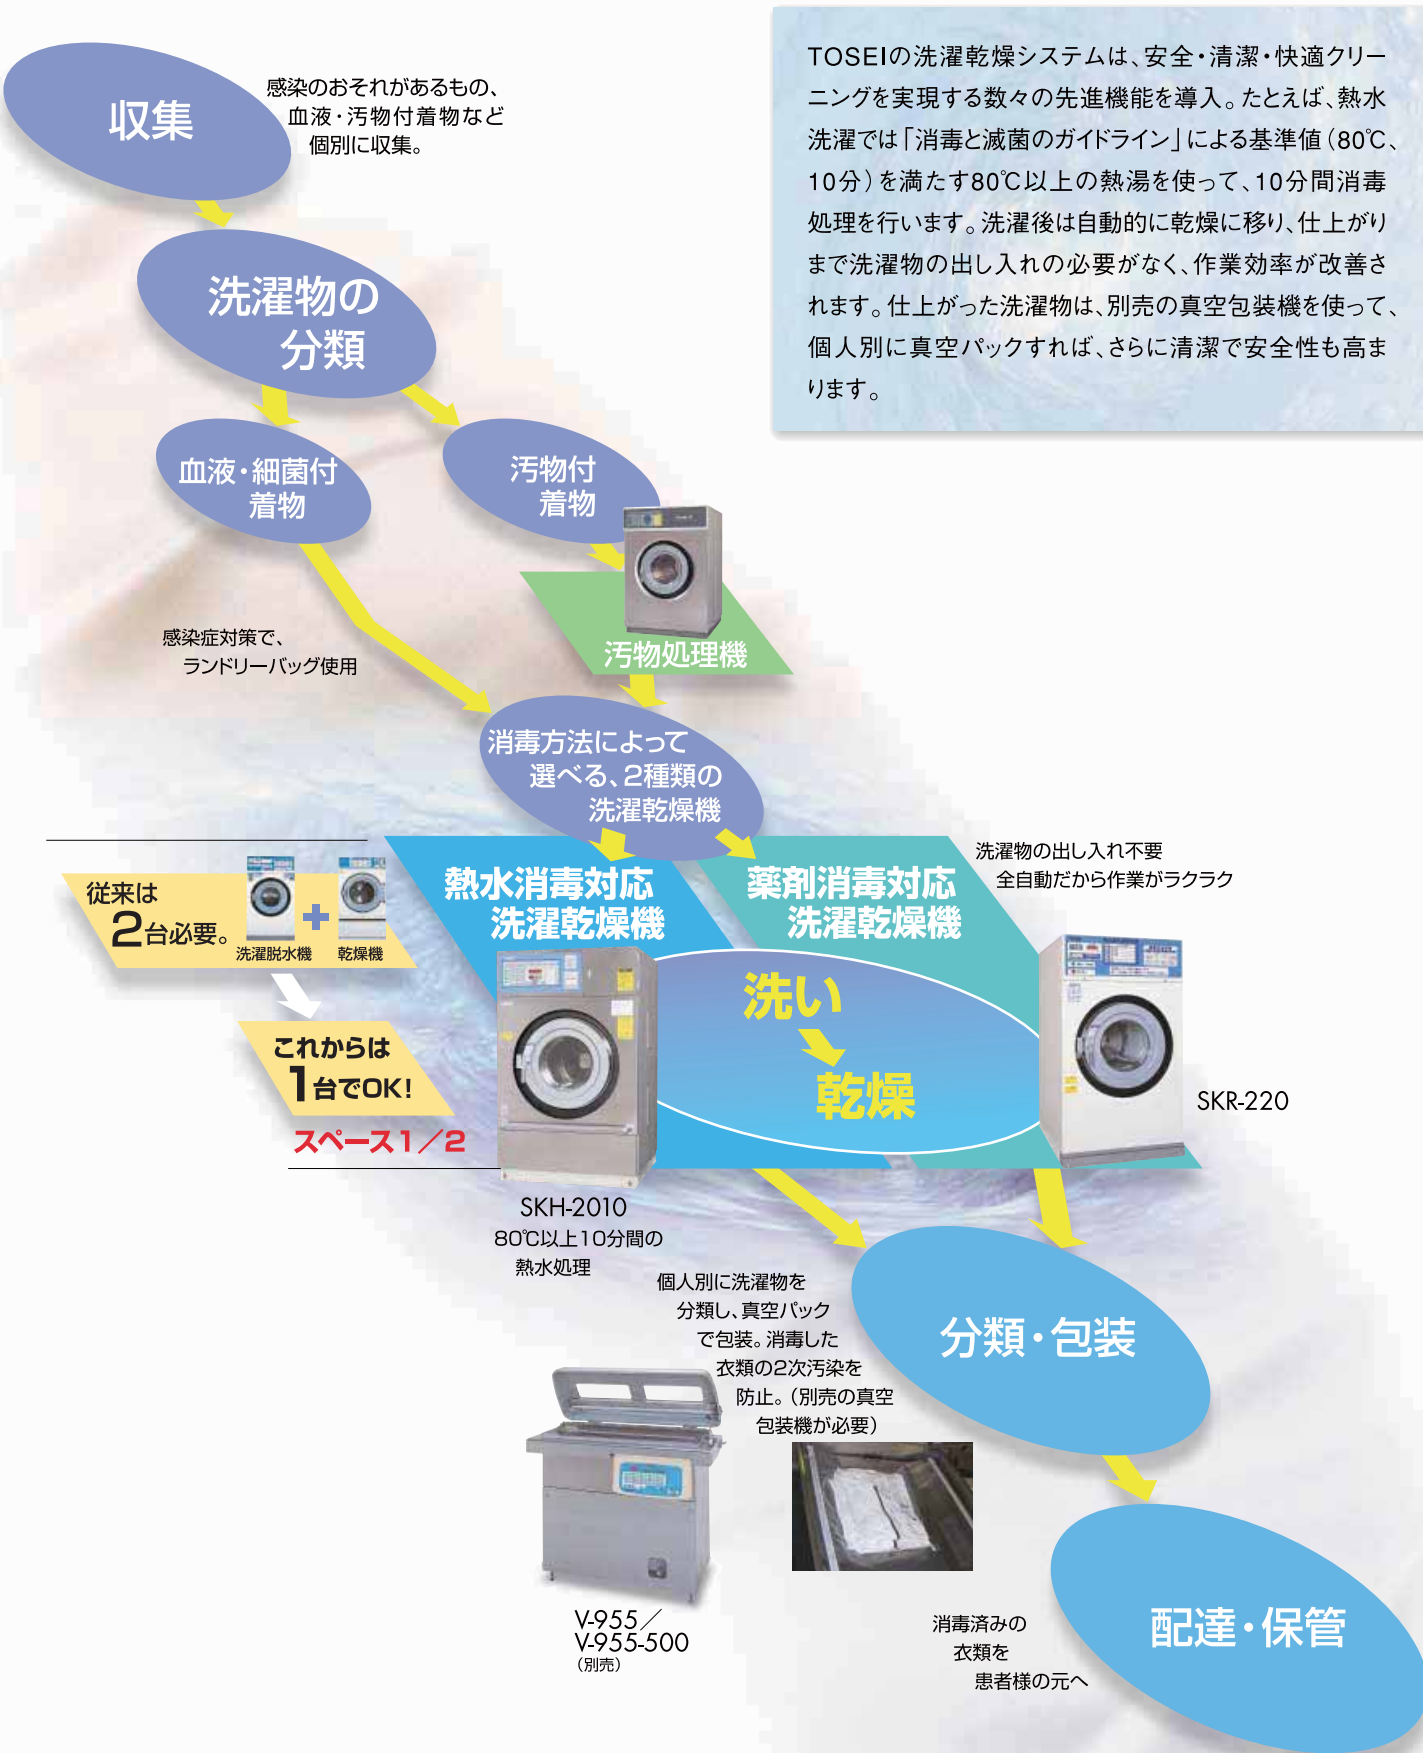 収集
感染のおそれがあるもの、
血液・汚物付着物など
個別に収集。
TOSEIの洗濯乾燥システムは、安全・清潔・快適クリー
ニングを実現する数々の先進機能を導入。たとえば、熱水
洗濯では「消毒と滅菌のガイドライン」による基準値（80℃、
10分）を満たす80℃以上の熱湯を使って、10分間消毒
処理を行います。洗濯後は自動的に乾燥に移り、仕上がり
まで洗濯物の出し入れの必要がなく、作業効率が改善さ
れます。仕上がった洗濯物は、別売の真空包装機を使って、
個人別に真空パックすれば、さらに清潔で安全性も高ま
ります。
洗濯物の
分類
血液・細菌付
着物
汚物付
着物
汚物処理機
感染症対策で、
ランドリーバッグ使用
消毒方法によって
選べる、2種類の
洗濯乾燥機
従来は
2台必要。
洗濯脱水機
乾燥機
これからは
1台でOK！
スペース1／2
熱水消毒対応
洗濯乾燥機
薬剤消毒対応
洗濯乾燥機
洗濯物の出し入れ不要
全自動だから作業がラクラク
洗い
乾燥
SKR-220
SKH-2010
80℃以上10分間の
熱水処理
個人別に洗濯物を
分類し、真空パック
で包装。消毒した
衣類の2次汚染を
防止。（別売の真空
包装機が必要）
分類・包装
V-955／
V-955-500
（別売）
消毒済みの
衣類を
患者様の元へ
配達・保管